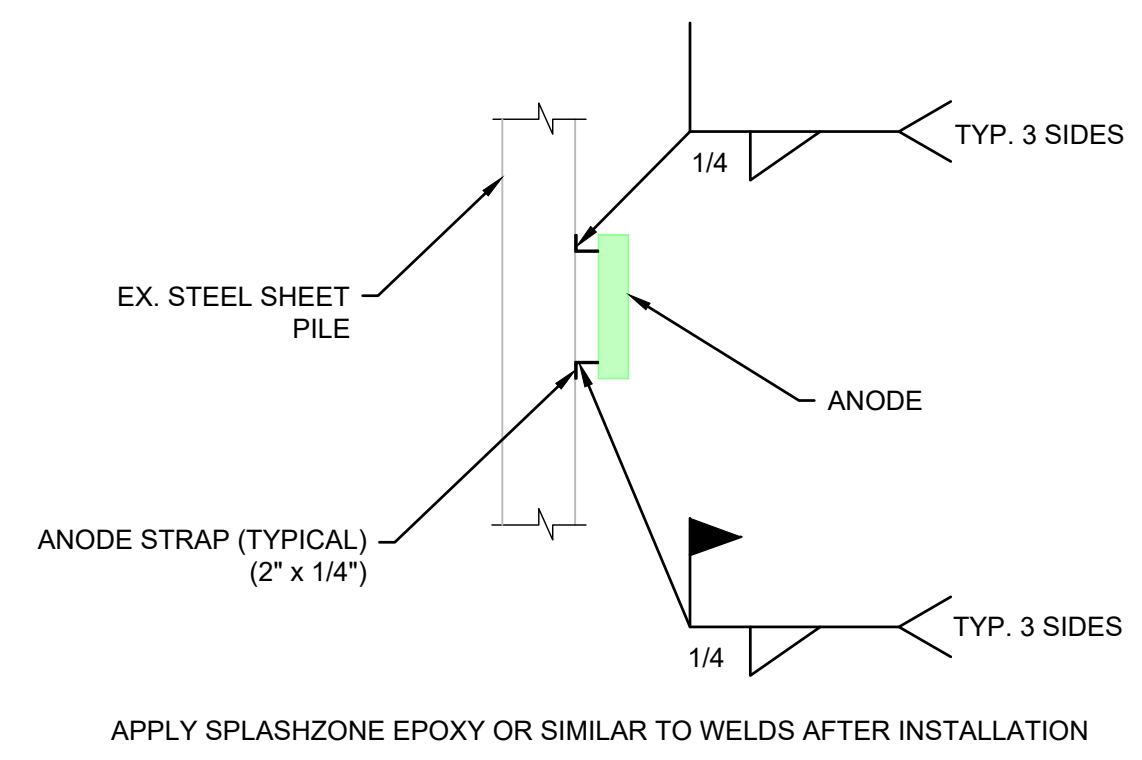 1/4
TYP. 3 SIDES
EX. STEEL SHEET
PILE
ANODE
ANODE STRAP (TYPICAL)
(2" x 1/4")
1/4
TYP. 3 SIDES
APPLY SPLASHZONE EPOXY OR SIMILAR TO WELDS AFTER INSTALLATION